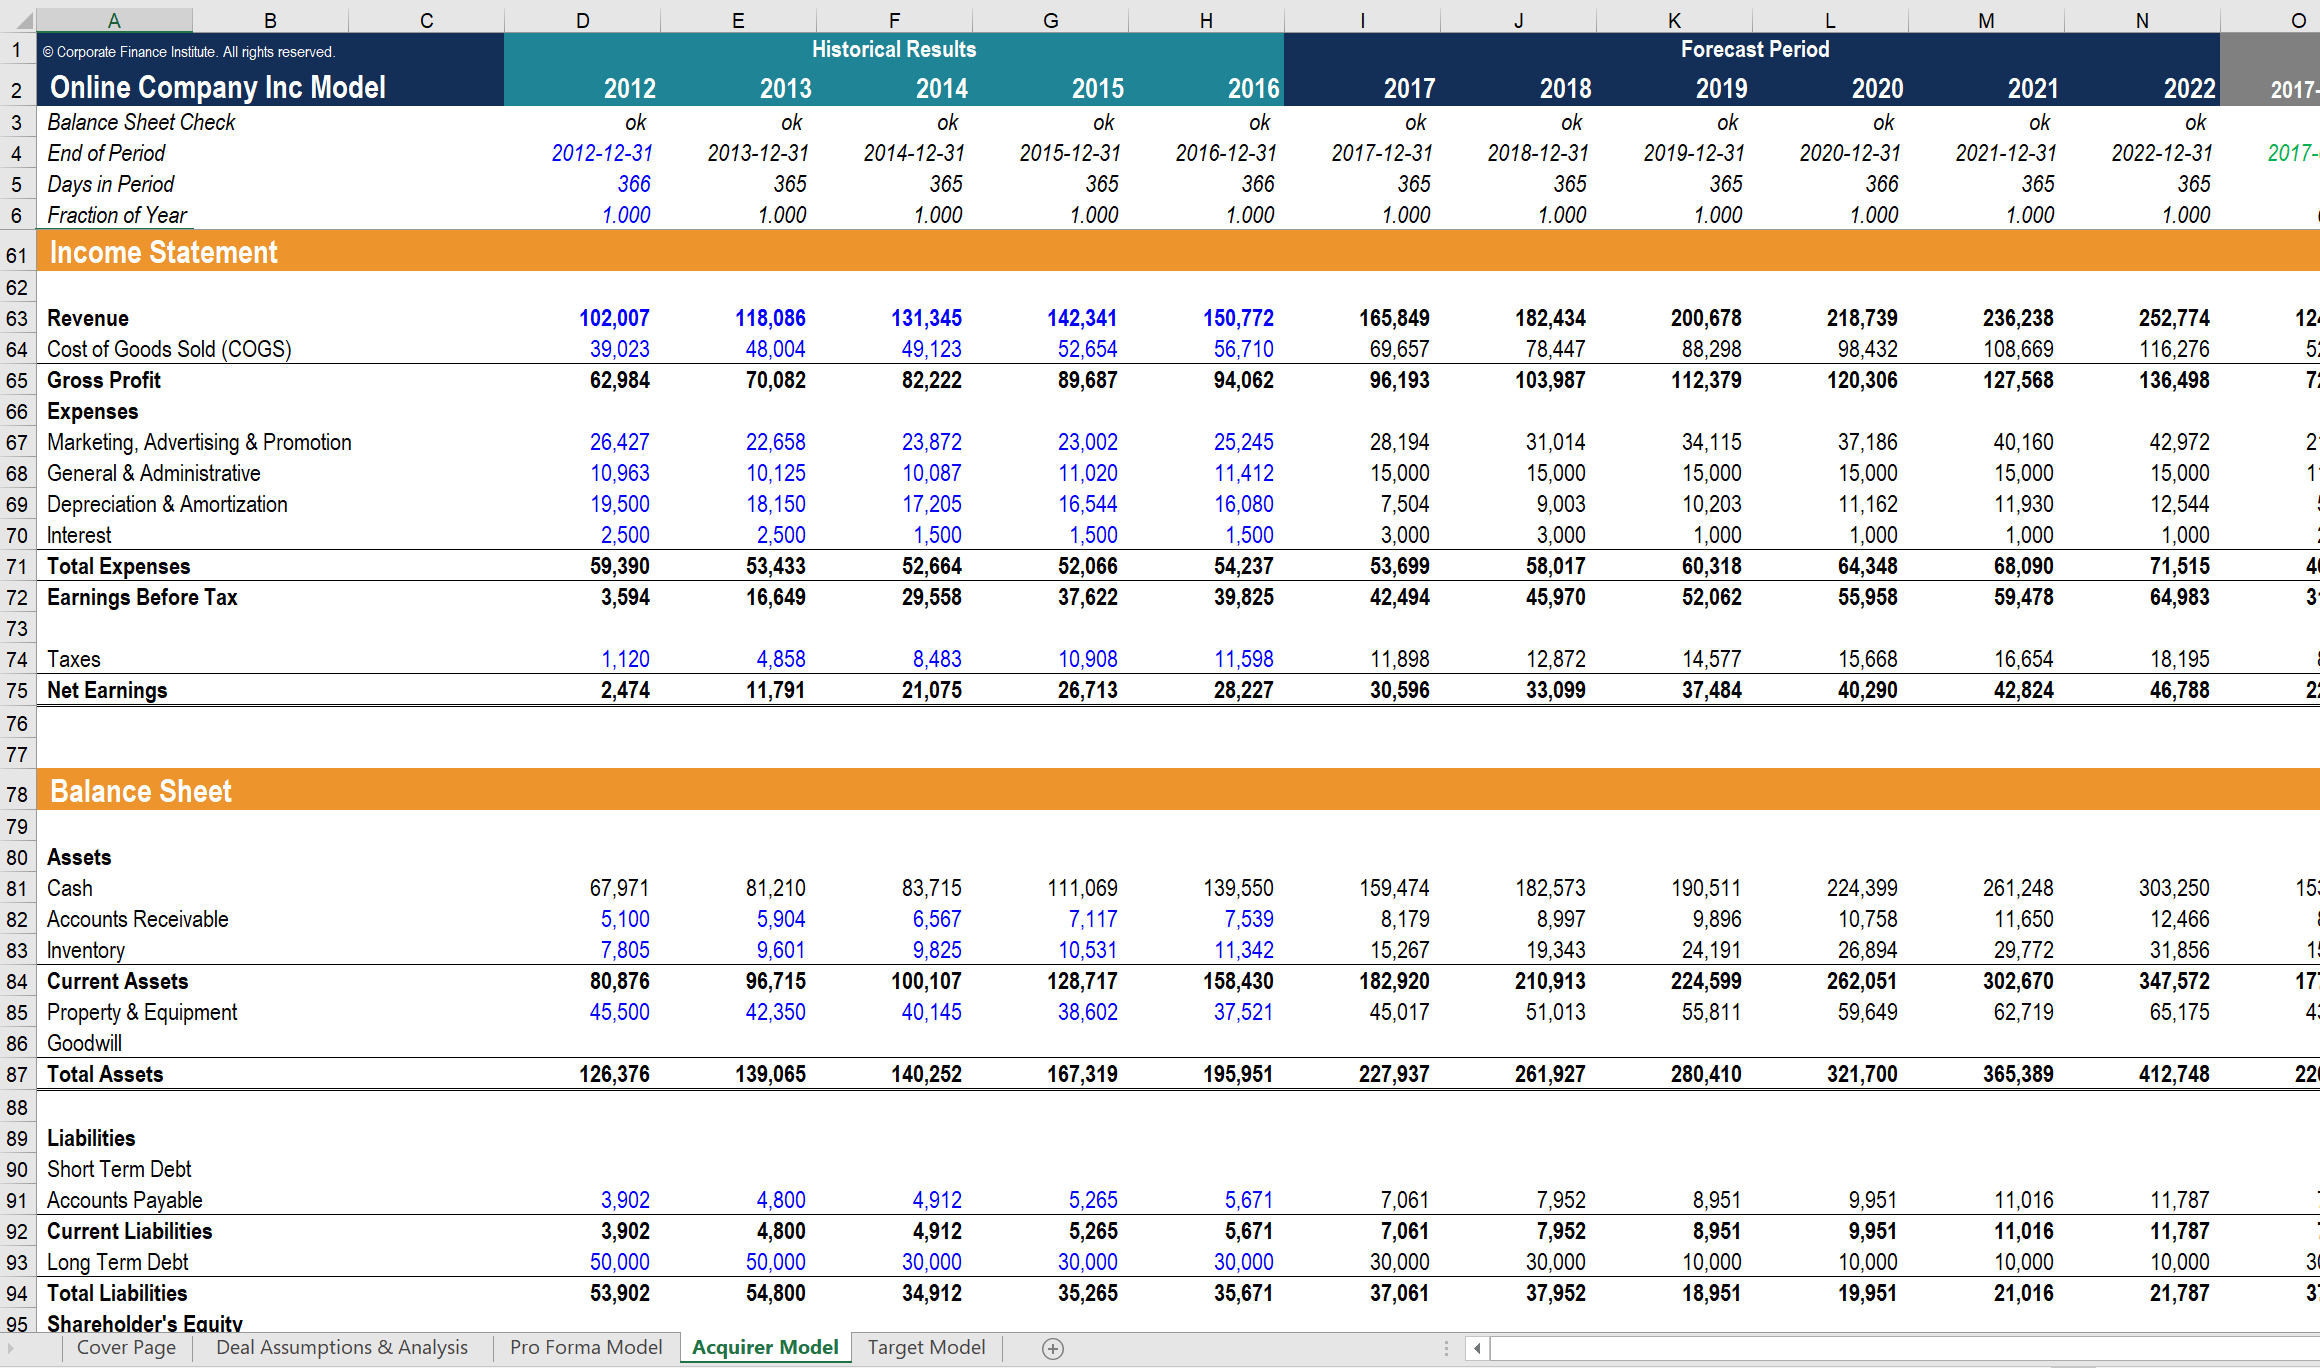 A B C D E F G H I J K L M N O
1 © Corporate Finance Institute. All rights reserved. Historical Results Forecast Period
2 Online Company Inc Model 2012 2013 2014 2015 2016 2017 2018 2019 2020 2021 2022 2017-
3 Balance Sheet Check ok ok ok ok ok ok ok ok ok ok ok
4 End of Period 2012-12-31 2013-12-31 2014-12-31 2015-12-31 2016-12-31 2017-12-31 2018-12-31 2019-12-31 2020-12-31 2021-12-31 2022-12-31 2017-
5 Days in Period 366 365 365 365 366 365 365 365 366 365 365
6 Fraction of Year 1.000 1.000 1.000 1.000 1.000 1.000 1.000 1.000 1.000 1.000 1.000
61 Income Statement
62
63 Revenue 102,007 118,086 131,345 142,341 150,772 165,849 182,434 200,678 218,739 236,238 252,774
64 Cost of Goods Sold (COGS) 39,023 48,004 49,123 52,654 56,710 69,657 78,447 88,298 98,432 108,669 116,276
65 Gross Profit 62,984 70,082 82,222 89,687 94,062 96,193 103,987 112,379 120,306 127,568 136,498
66 Expenses
67 Marketing, Advertising & Promotion 26,427 22,658 23,872 23,002 25,245 28,194 31,014 34,115 37,186 40,160 42,972
68 General & Administrative 10,963 10,125 10,087 11,020 11,412 15,000 15,000 15,000 15,000 15,000 15,000
69 Depreciation & Amortization 19,500 18,150 17,205 16,544 16,080 7,504 9,003 10,203 11,162 11,930 12,544
70 Interest 2,500 2,500 1,500 1,500 1,500 3,000 3,000 1,000 1,000 1,000 1,000
71 Total Expenses 59,390 53,433 52,664 52,066 54,237 53,699 58,017 60,318 64,348 68,090 71,515
72 Earnings Before Tax 3,594 16,649 29,558 37,622 39,825 42,494 45,970 52,062 55,958 59,478 64,983
73
74 Taxes 1,120 4,858 8,483 10,908 11,598 11,898 12,872 14,577 15,668 16,654 18,195
75 Net Earnings 2,474 11,791 21,075 26,713 28,227 30,596 33,099 37,484 40,290 42,824 46,788
76
77
78 Balance Sheet
79
80 Assets
81 Cash 67,971 81,210 83,715 111,069 139,550 159,474 182,573 190,511 224,399 261,248 303,250
82 Accounts Receivable 5,100 5,904 6,567 7,117 7,539 8,179 8,997 9,896 10,758 11,650 12,466
83 Inventory 7,805 9,601 9,825 10,531 11,342 15,267 19,343 24,191 26,894 29,772 31,856
84 Current Assets 80,876 96,715 100,107 128,717 158,430 182,920 210,913 224,599 262,051 302,670 347,572
85 Property & Equipment 45,500 42,350 40,145 38,602 37,521 45,017 51,013 55,811 59,649 62,719 65,175
86 Goodwill
87 Total Assets 126,376 139,065 140,252 167,319 195,951 227,937 261,927 280,410 321,700 365,389 412,748
88
89 Liabilities
90 Short Term Debt
91 Accounts Payable 3,902 4,800 4,912 5,265 5,671 7,061 7,952 8,951 9,951 11,016 11,787
92 Current Liabilities 3,902 4,800 4,912 5,265 5,671 7,061 7,952 8,951 9,951 11,016 11,787
93 Long Term Debt 50,000 50,000 30,000 30,000 30,000 30,000 30,000 10,000 10,000 10,000 10,000
94 Total Liabilities 53,902 54,800 34,912 35,265 35,671 37,061 37,952 18,951 19,951 21,016 21,787
95 Shareholder's Equity
Cover Page Deal Assumptions & Analysis Pro Forma Model Acquirer Model Target Model